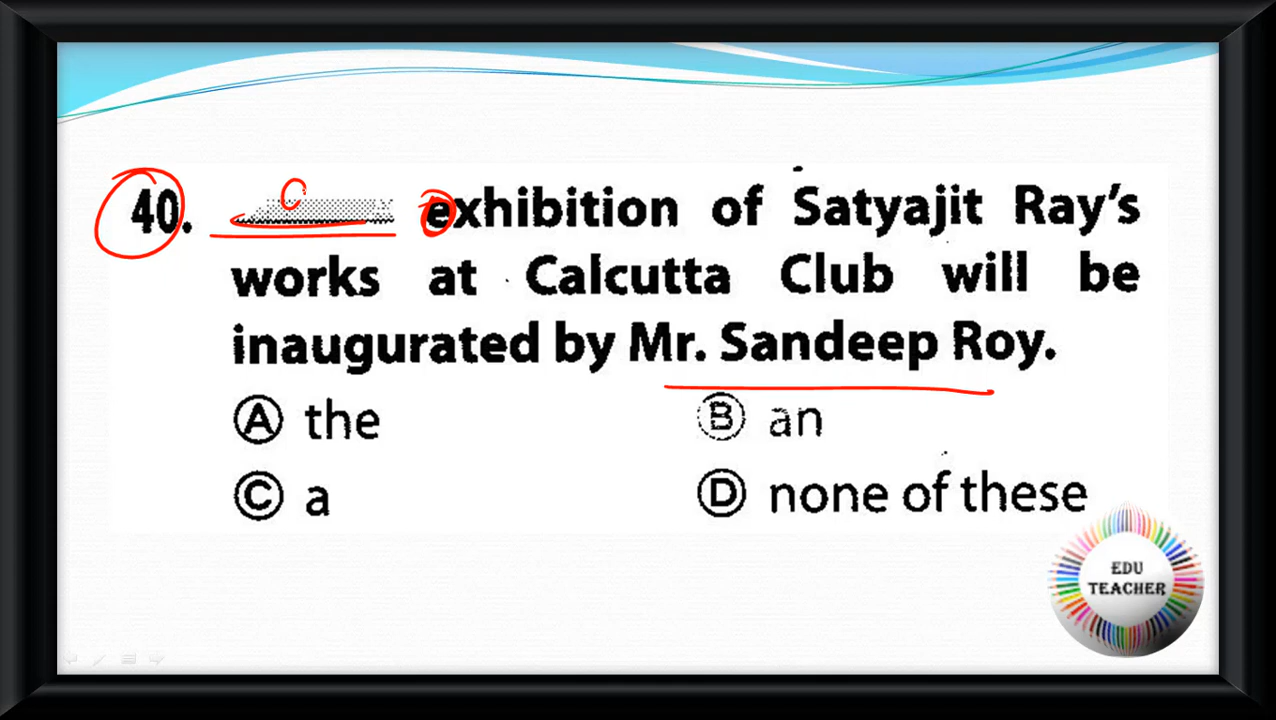 40. exhibition of Satyajit Ray's
works at Calcutta Club will be
inaugurated by Mr. Sandeep Roy.
Ⓐ the Ⓑ an
Ⓒ a Ⓓ none of these
EDU
TEACHER